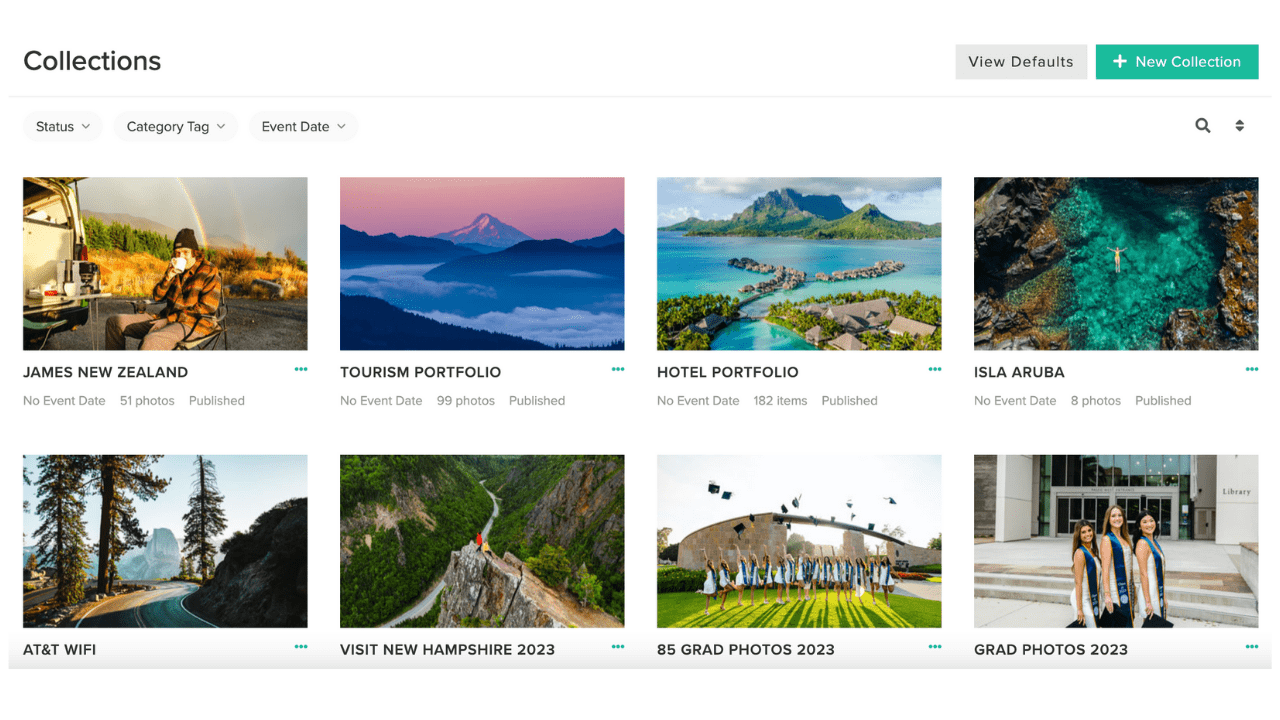 Collections
View Defaults
New Collection
Status
Category Tag
Event Date
Library
JAMES NEW ZEALAND
TOURISM PORTFOLIO
HOTEL PORTFOLIO
ISLA ARUBA
No Event Date 51 photos Published
No Event Date 99 photos Published
No Event Date 182 items Published
No Event Date 8 photos Published
AT&T WIFI
VISIT NEW HAMPSHIRE 2023
85 GRAD PHOTOS 2023
GRAD PHOTOS 2023